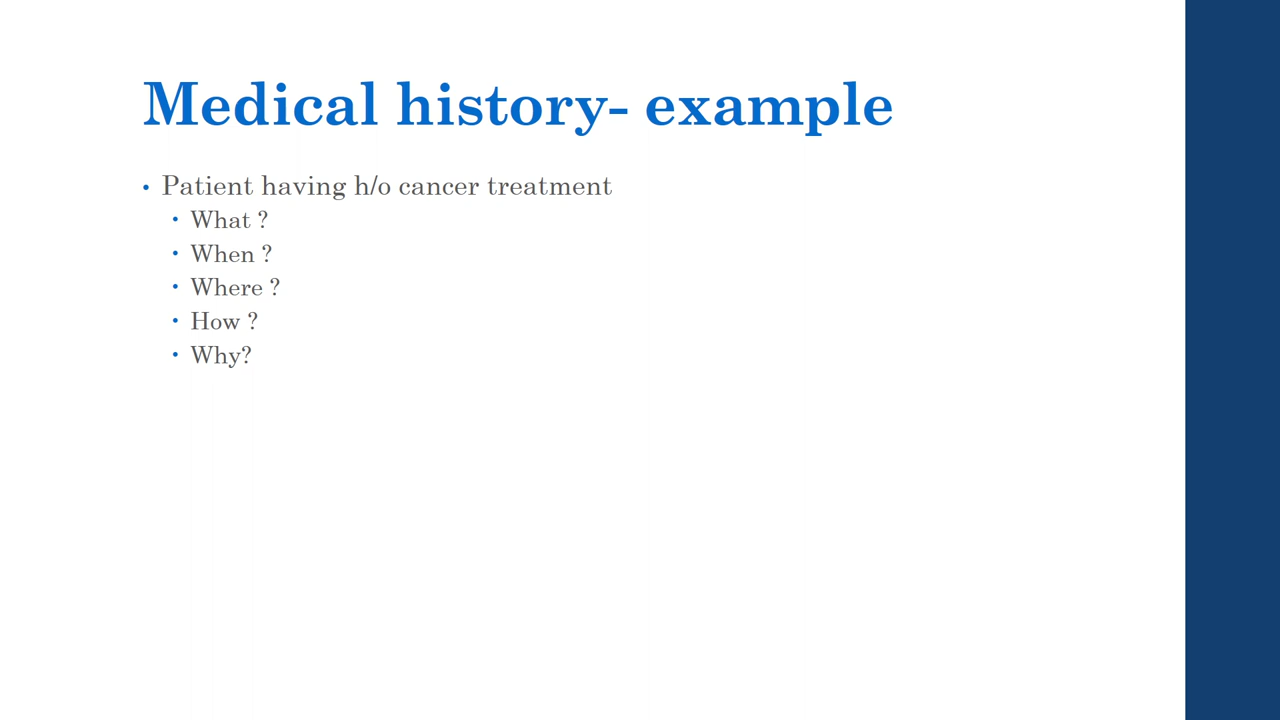 Medical history- example
• Patient having h/o cancer treatment
• What ?
• When ?
• Where ?
• How ?
• Why?